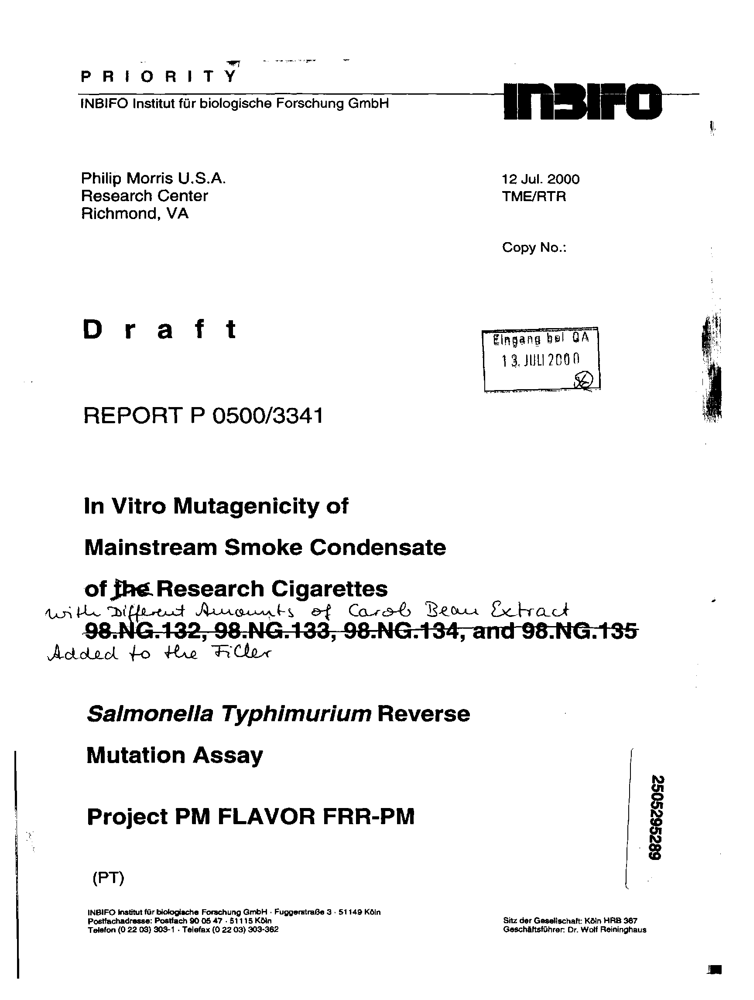 P R I O R I T Y
INBIFO Institut für biologische Forschung GmbH
INBIFO
Philip Morris U.S.A.
Research Center
Richmond, VA
12 Jul. 2000
TME/RTR
Copy No.:
D r a f t
Eingang bei QA
13. JULI 2000
REPORT P 0500/3341
In Vitro Mutagenicity of
Mainstream Smoke Condensate
of the Research Cigarettes
with Different Amounts of Carob Bean Extract
98.NG.132, 98.NG.133, 98.NG.134, and 98.NG.135
Added to the Filler
Salmonella Typhimurium Reverse
Mutation Assay
Project PM FLAVOR FRR-PM
(PT)
2505295289
INBIFO Institut für biologische Forschung GmbH · Fuggerstraße 3 · 51149 Köln
Postfachadresse: Postfach 90 05 47 · 51115 Köln
Telefon (0 22 03) 303-1 · Telefax (0 22 03) 303-362
Sitz der Gesellschaft: Köln HRB 367
Geschäftsführer: Dr. Wolf Reininghaus